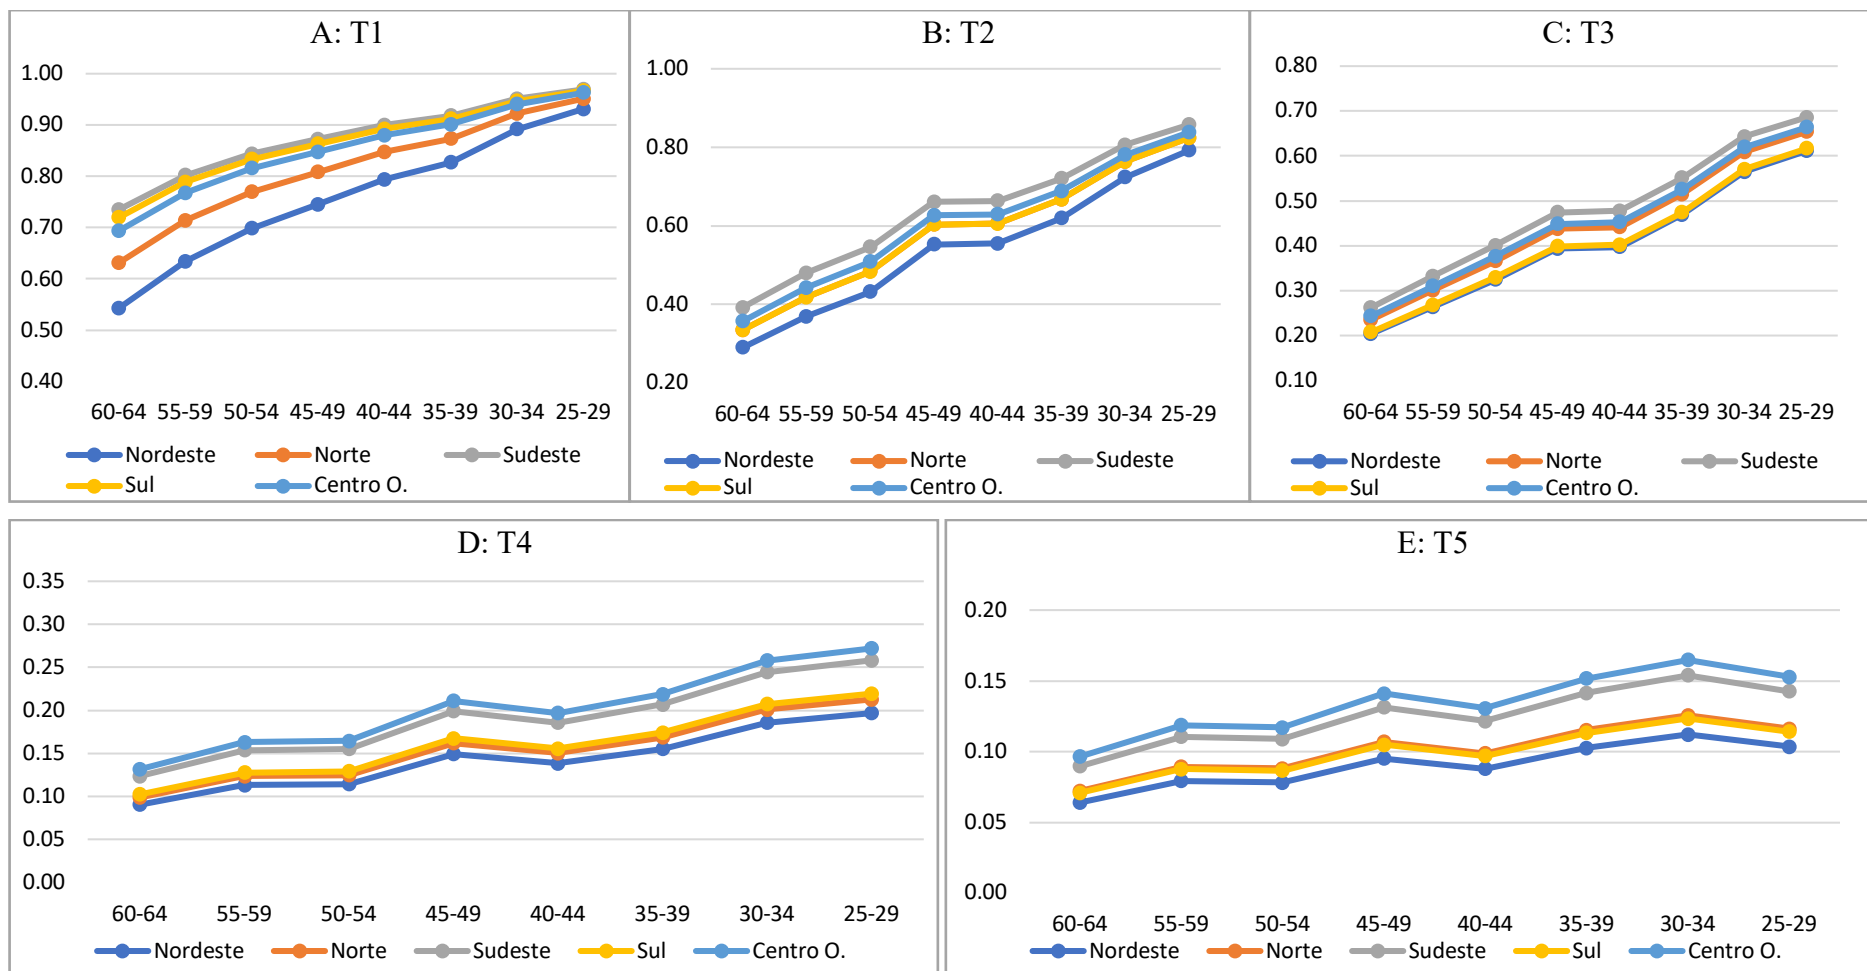 A: T1
1.00
0.90
0.80
0.70
0.60
0.50
0.40
60-64 55-59 50-54 45-49 40-44 35-39 30-34 25-29
Nordeste Norte Sudeste
Sul Centro O.
B: T2
1.00
0.80
0.60
0.40
0.20
60-64 55-59 50-54 45-49 40-44 35-39 30-34 25-29
Nordeste Norte Sudeste
Sul Centro O.
C: T3
0.80
0.70
0.60
0.50
0.40
0.30
0.20
0.10
60-64 55-59 50-54 45-49 40-44 35-39 30-34 25-29
Nordeste Norte Sudeste
Sul Centro O.
D: T4
0.35
0.30
0.25
0.20
0.15
0.10
0.05
0.00
60-64 55-59 50-54 45-49 40-44 35-39 30-34 25-29
Nordeste Norte Sudeste Sul Centro O.
E: T5
0.20
0.15
0.10
0.05
0.00
60-64 55-59 50-54 45-49 40-44 35-39 30-34 25-29
Nordeste Norte Sudeste Sul Centro O.